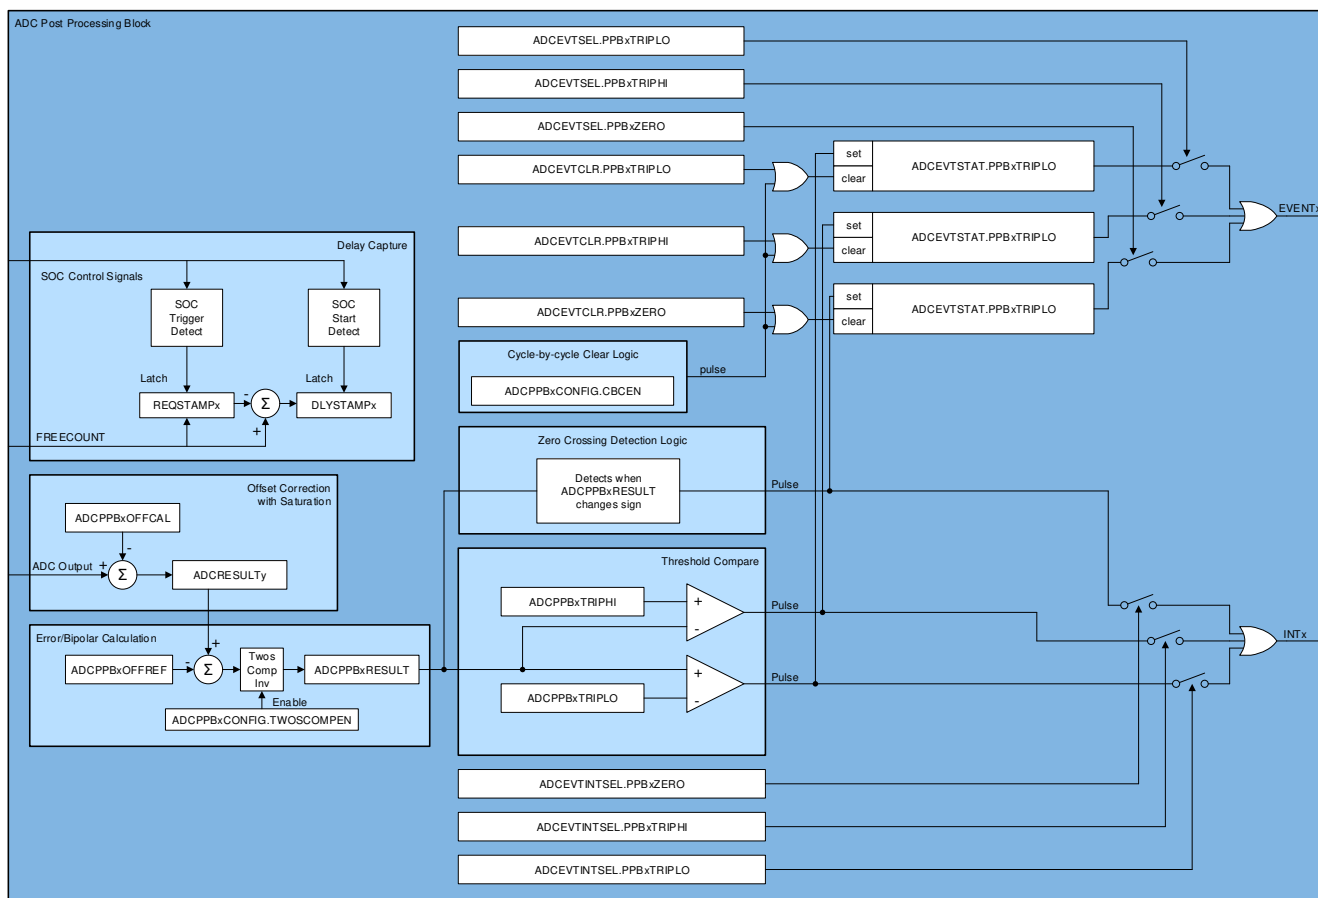 ADC Post Processing Block
ADCEVTSEL.PPBxTRIPLO
ADCEVTSEL.PPBxTRIPHI
ADCEVTSEL.PPBxZERO
ADCEVTCLR.PPBxTRIPLO
set
clear
ADCEVTSTAT.PPBxTRIPLO
EVENTx
ADCEVTCLR.PPBxTRIPHI
set
clear
ADCEVTSTAT.PPBxTRIPLO
ADCEVTCLR.PPBxZERO
set
clear
ADCEVTSTAT.PPBxTRIPLO
Delay Capture
SOC Control Signals
SOC
Trigger
Detect
SOC
Start
Detect
Latch
Latch
REQSTAMPx
-
Σ
+
DLYSTAMPx
FREECOUNT
Cycle-by-cycle Clear Logic
ADCPPBxCONFIG.CBCEN
pulse
Zero Crossing Detection Logic
Detects when
ADCPPBxRESULT
changes sign
Pulse
Offset Correction
with Saturation
ADCPPBxOFFCAL
-
ADC Output
+
Σ
ADCRESULTy
Threshold Compare
ADCPPBxTRIPHI
+
-
Pulse
ADCPPBxTRIPLO
+
-
Pulse
INTx
Error/Bipolar Calculation
+
ADCPPBxOFFREF
-
Σ
Twos
Comp
Inv
ADCPPBxRESULT
Enable
ADCPPBxCONFIG.TWOSCOMPEN
ADCEVTINTSEL.PPBxZERO
ADCEVTINTSEL.PPBxTRIPHI
ADCEVTINTSEL.PPBxTRIPLO